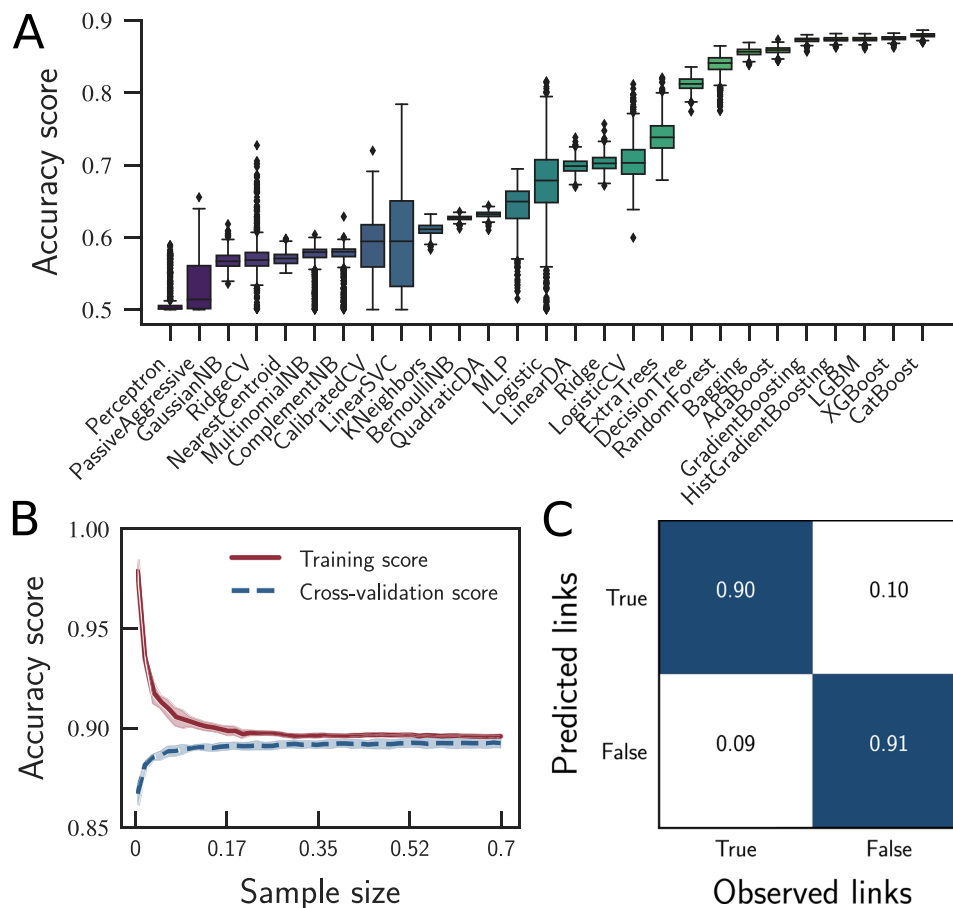 A
Accuracy score
0.9
0.8
0.7
0.6
0.5
Perceptron
PassiveAggressive
GaussianNB
RidgeCV
NearestCentroid
MultinomialNB
ComplementNB
CalibratedCV
LinearSVC
KNeighbors
BernoulliNB
QuadraticDA
MLP
Logistic
LinearDA
Ridge
LogisticCV
Extra Trees
Decision Tree
RandomForest
Bagging
AdaBoost
GradientBoosting
HistGradientBoosting
LGBM
XGBoost
CatBoost
B
Accuracy score
1.00
0.95
0.90
0.85
Training score
Cross-validation score
0 0.17 0.35 0.52 0.7
Sample size
C
Predicted links
True 0.90 0.10
False 0.09 0.91
True False
Observed links